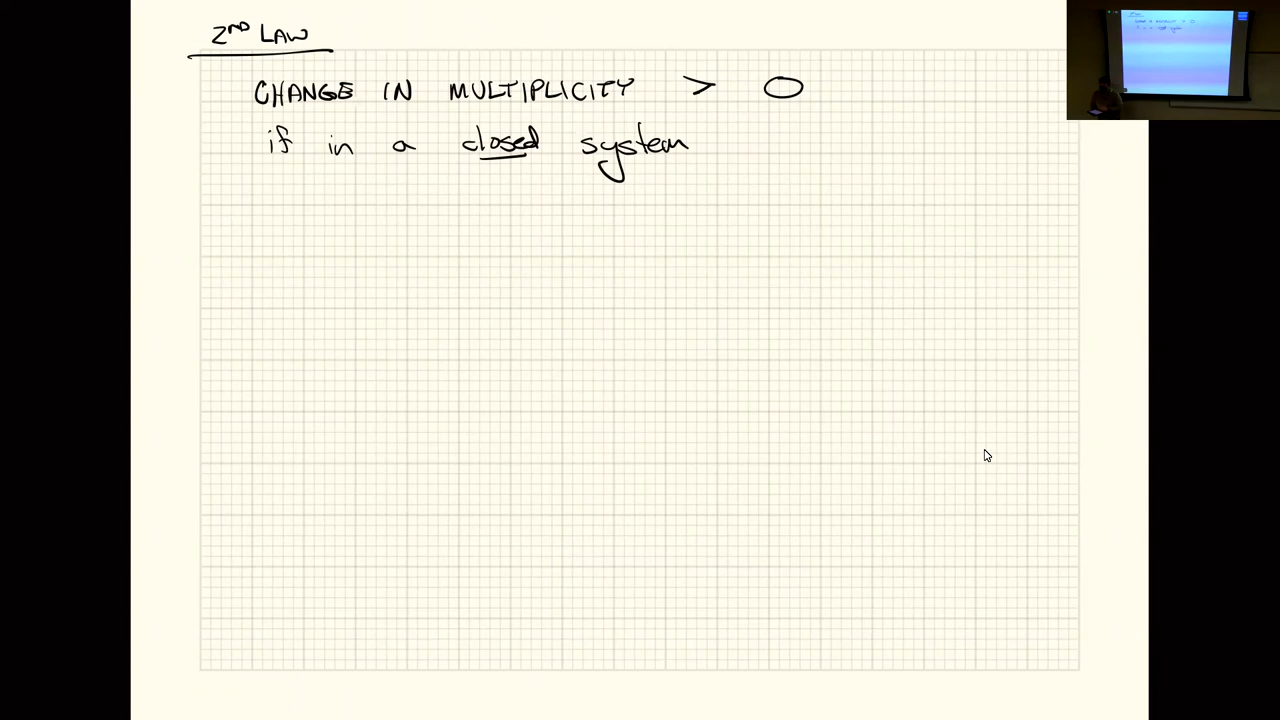 2ND LAW
CHANGE IN MULTIPLICITY > 0
if in a closed system